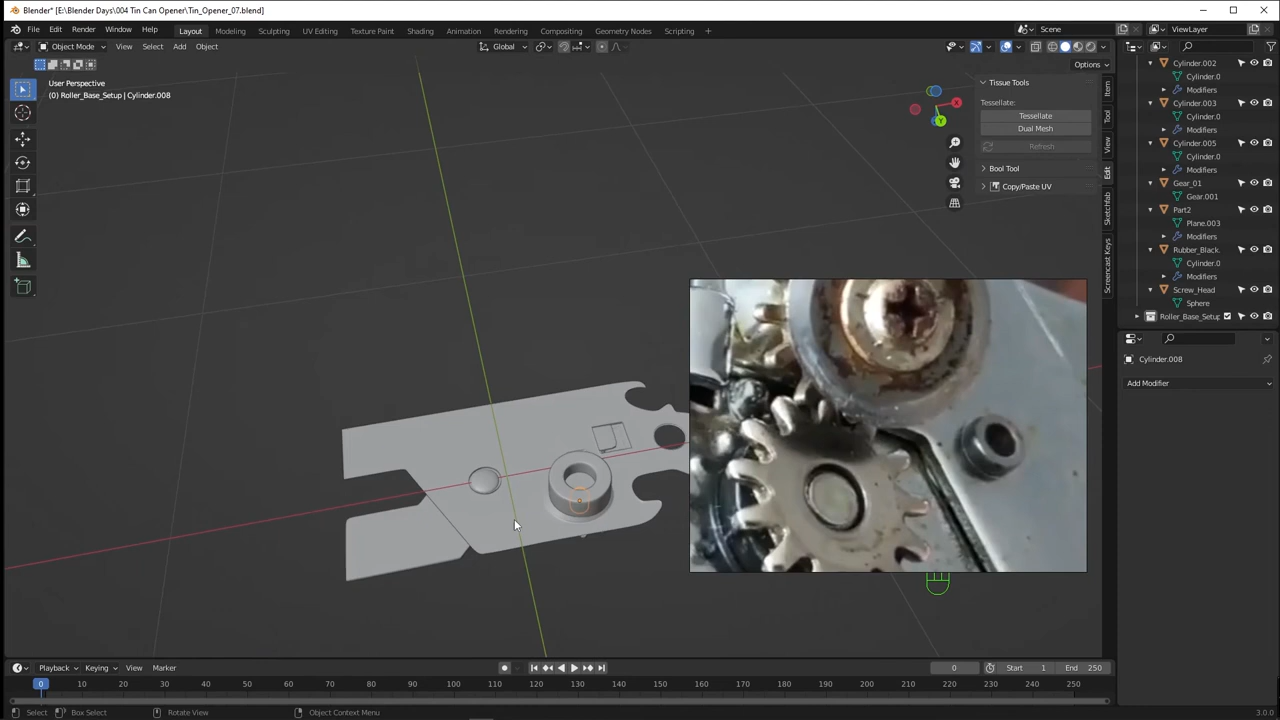 Blender* [E:\Blender Days\004 Tin Can Opener\Tin_Opener_07.blend]
File Edit Render Window Help Layout Modeling Sculpting UV Editing Texture Paint Shading Animation Rendering Compositing Geometry Nodes Scripting Scene ViewLayer
Object Mode View Select Add Object Global
Options
User Perspective
(0) Roller_Base_Setup | Cylinder.008
X
Y
Tissue Tools
Tessellate:
Tessellate
Dual Mesh
Refresh
Bool Tool
Copy/Paste UV
Item
Tool
View
Edit
Sketchfab
Screencast Keys
Cylinder.002
Cylinder.0
Modifiers
Cylinder.003
Cylinder.0
Modifiers
Cylinder.005
Cylinder.0
Modifiers
Gear_01
Gear.001
Part2
Plane.003
Modifiers
Rubber_Black.
Cylinder.0
Modifiers
Screw_Head
Sphere
Roller_Base_Setup
Cylinder.008
Add Modifier
Playback Keying View Marker 0 Start 1 End 250
0 10 20 30 40 50 60 70 80 90 100 110 120 130 140 150 160 170 180 190 200 210 220 230 240 250
Select Box Select Rotate View Object Context Menu 3.0.0